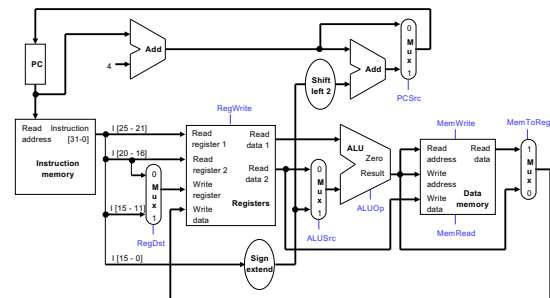 0
M
u
x
1
Add
PC
4
Add
Shift
left 2
PCSrc
RegWrite
MemWrite
MemToReg
Read
address
Instruction
[31-0]
Instruction
memory
I [25 - 21]
I [20 - 16]
I [15 - 11]
I [15 - 0]
0
M
u
x
1
RegDst
Read
register 1
Read
data 1
Read
register 2
Read
data 2
Write
register
Write
data
Registers
Sign
extend
0
M
u
x
1
ALUSrc
ALU
Zero
Result
ALUOp
Read
address
Read
data
Write
address
Write
data
Data
memory
MemRead
1
M
u
x
0